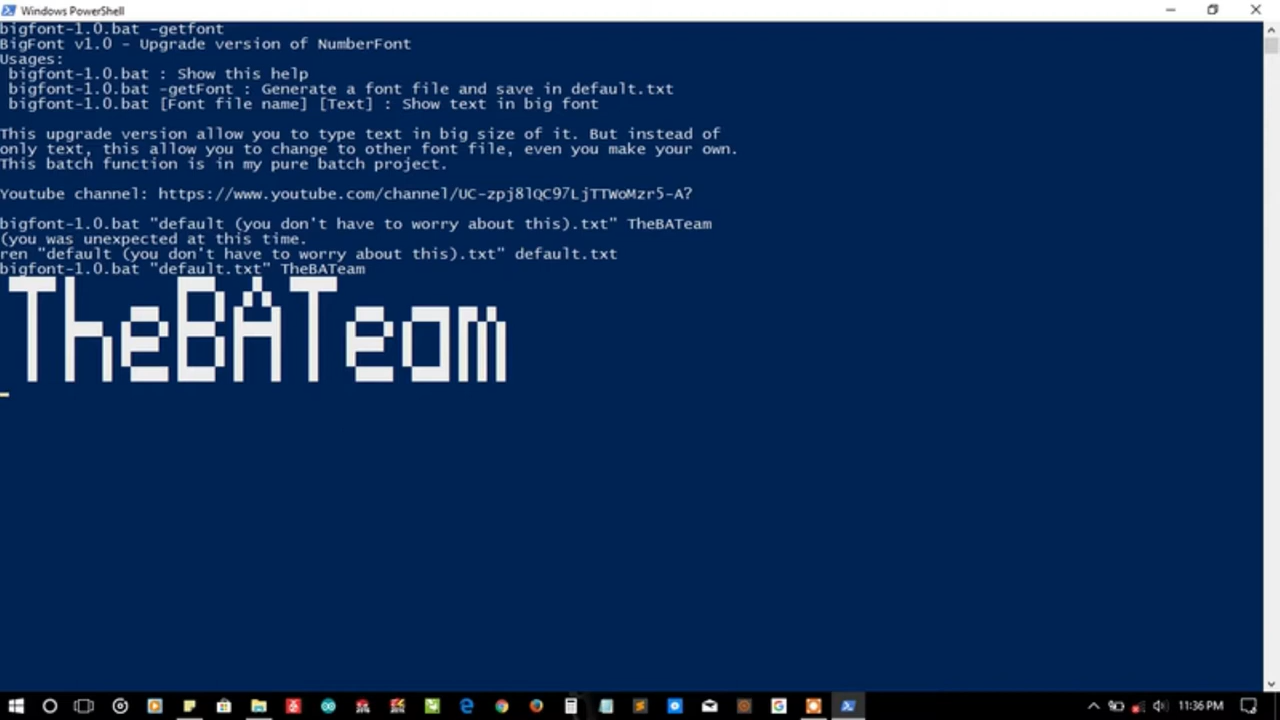 Windows PowerShell
bigfont-1.0.bat -getfont
BigFont v1.0 - Upgrade version of NumberFont
Usages:
bigfont-1.0.bat : Show this help
bigfont-1.0.bat -getFont : Generate a font file and save in default.txt
bigfont-1.0.bat [Font file name] [Text] : Show text in big font
This upgrade version allow you to type text in big size of it. But instead of
only text, this allow you to change to other font file, even you make your own.
This batch function is in my pure batch project.
Youtube channel: https://www.youtube.com/channel/UC-zpj8lQC97LjTTWoMzr5-A?
bigfont-1.0.bat "default (you don't have to worry about this).txt" TheBATeam
(you was unexpected at this time.
ren "default (you don't have to worry about this).txt" default.txt
bigfont-1.0.bat "default.txt" TheBATeam
TheBATeam
11:36 PM